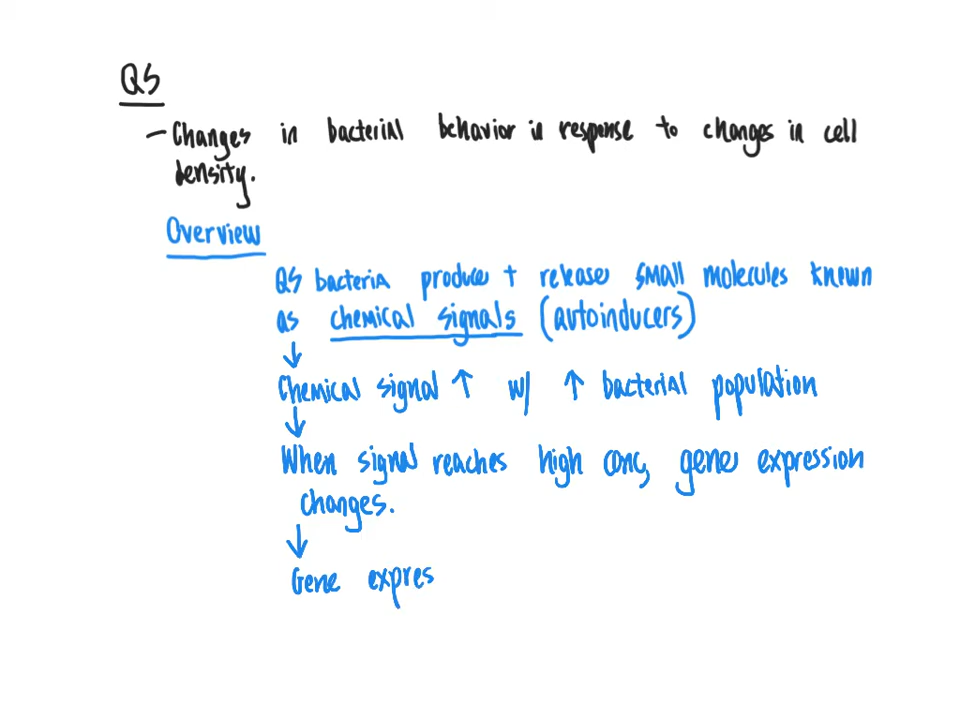 QS
- Changes in bacterial behavior in response to changes in cell
density.
Overview
QS bacteria produce + release small molecules known
as chemical signals (autoinducers)
↓
Chemical signal ↑ w/ ↑ bacterial population
↓
When signal reaches high conc, gene expression
changes.
↓
Gene expres